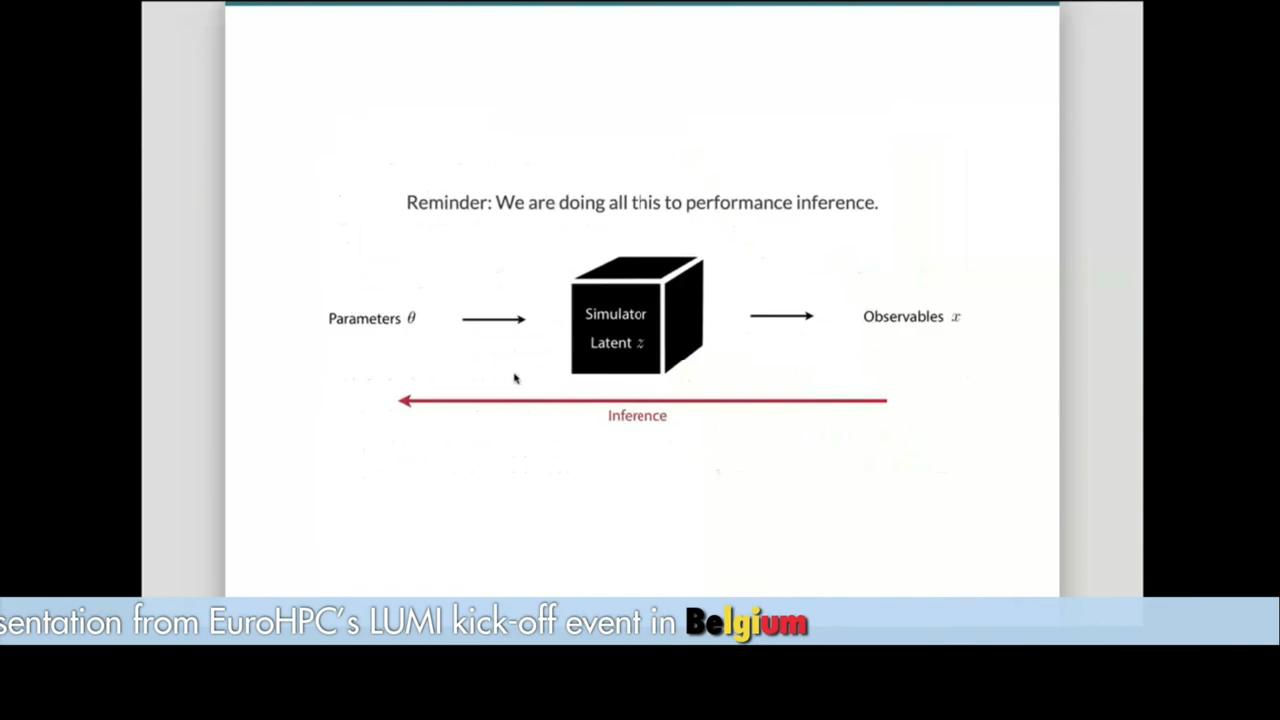 Reminder: We are doing all this to performance inference.
Parameters θ
Simulator
Latent z
Observables x
Inference
sentation from EuroHPC's LUMI kick-off event in Belgium